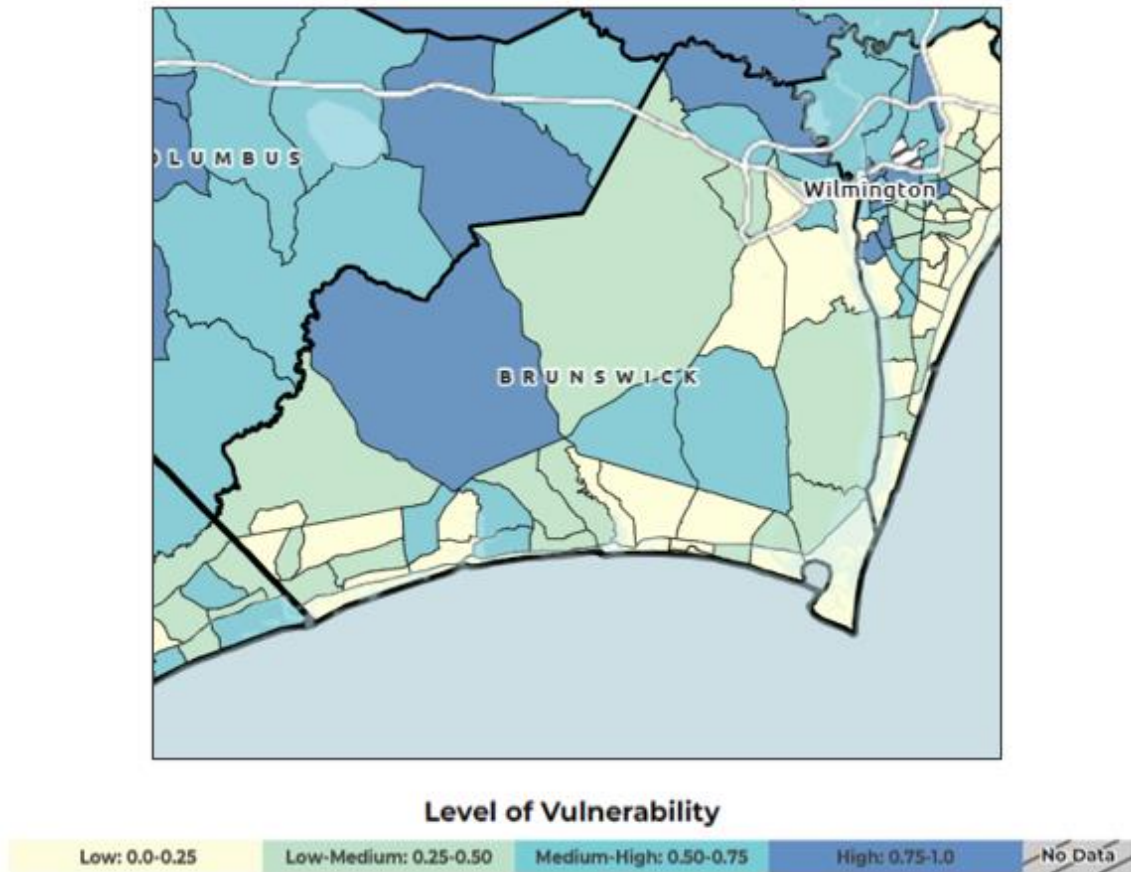 OLUMBUS
Wilmington
BRUNSWICK
Level of Vulnerability
Low: 0.0-0.25
Low-Medium: 0.25-0.50
Medium-High: 0.50-0.75
High: 0.75-1.0
No Data